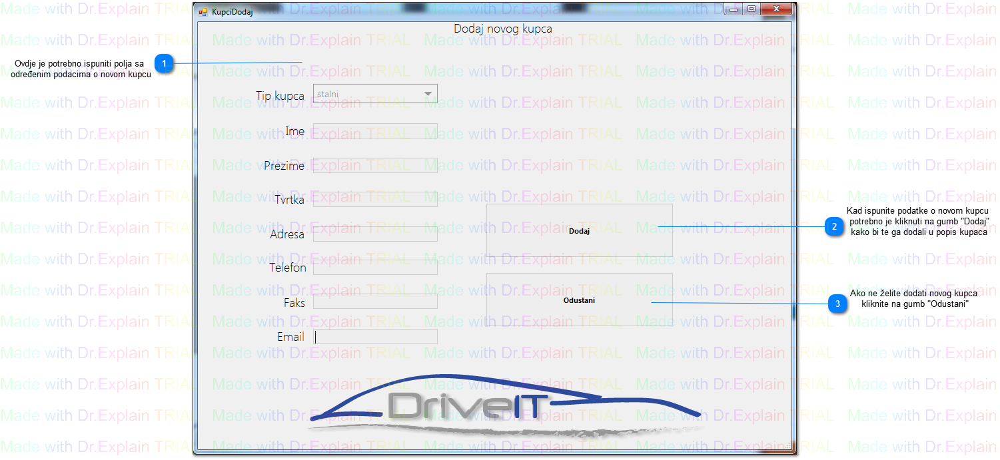 KupciDodaj
Dodaj novog kupca
Ovdje je potrebno ispuniti polja sa
određenim podacima o novom kupcu
1
Tip kupca
stalni
Ime
Prezime
Tvrtka
Adresa
Telefon
Faks
Email
Dodaj
Odustani
2
Kad ispunite podatke o novom kupcu
potrebno je kliknuti na gumb "Dodaj"
kako bi te ga dodali u popis kupaca
3
Ako ne želite dodati novog kupca
kliknite na gumb "Odustani"
DriveIT
Made with Dr.Explain TRIAL